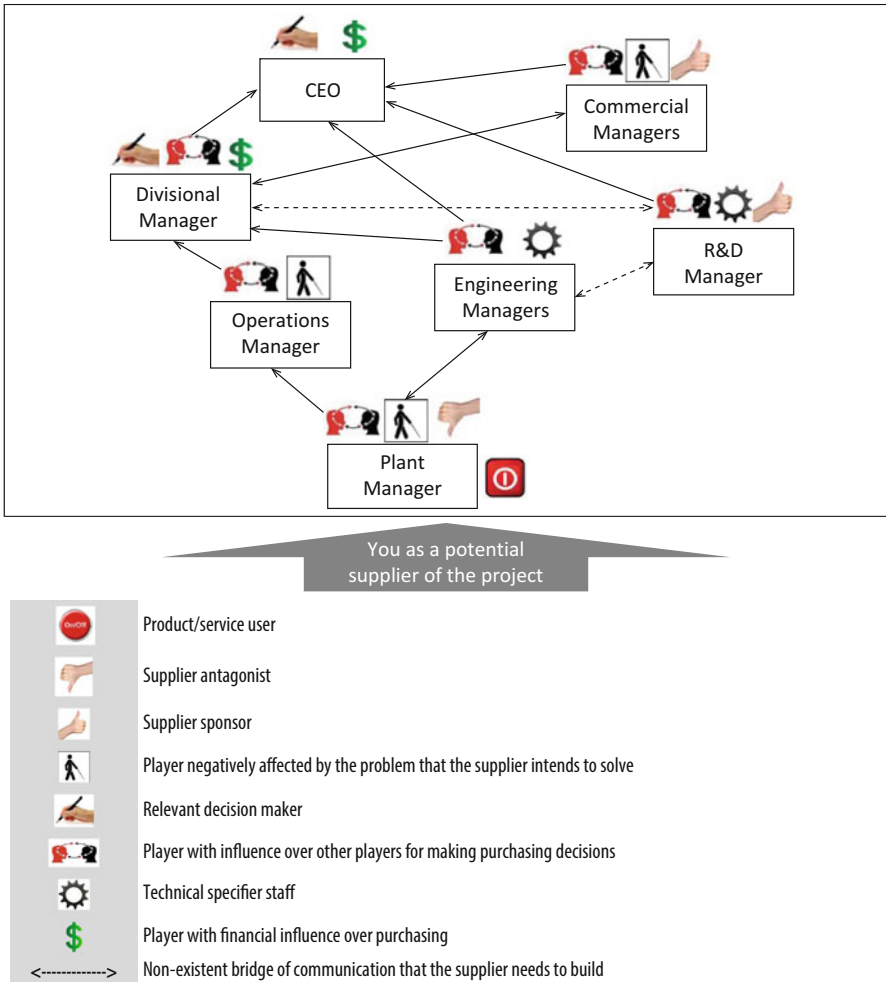 CEO
Commercial
Managers
Divisional
Manager
R&D
Manager
Engineering
Managers
Operations
Manager
Plant
Manager
You as a potential
supplier of the project
On/Off
Product/service user
Supplier antagonist
Supplier sponsor
Player negatively affected by the problem that the supplier intends to solve
Relevant decision maker
Player with influence over other players for making purchasing decisions
Technical specifier staff
$ Player with financial influence over purchasing
<------------> Non-existent bridge of communication that the supplier needs to build